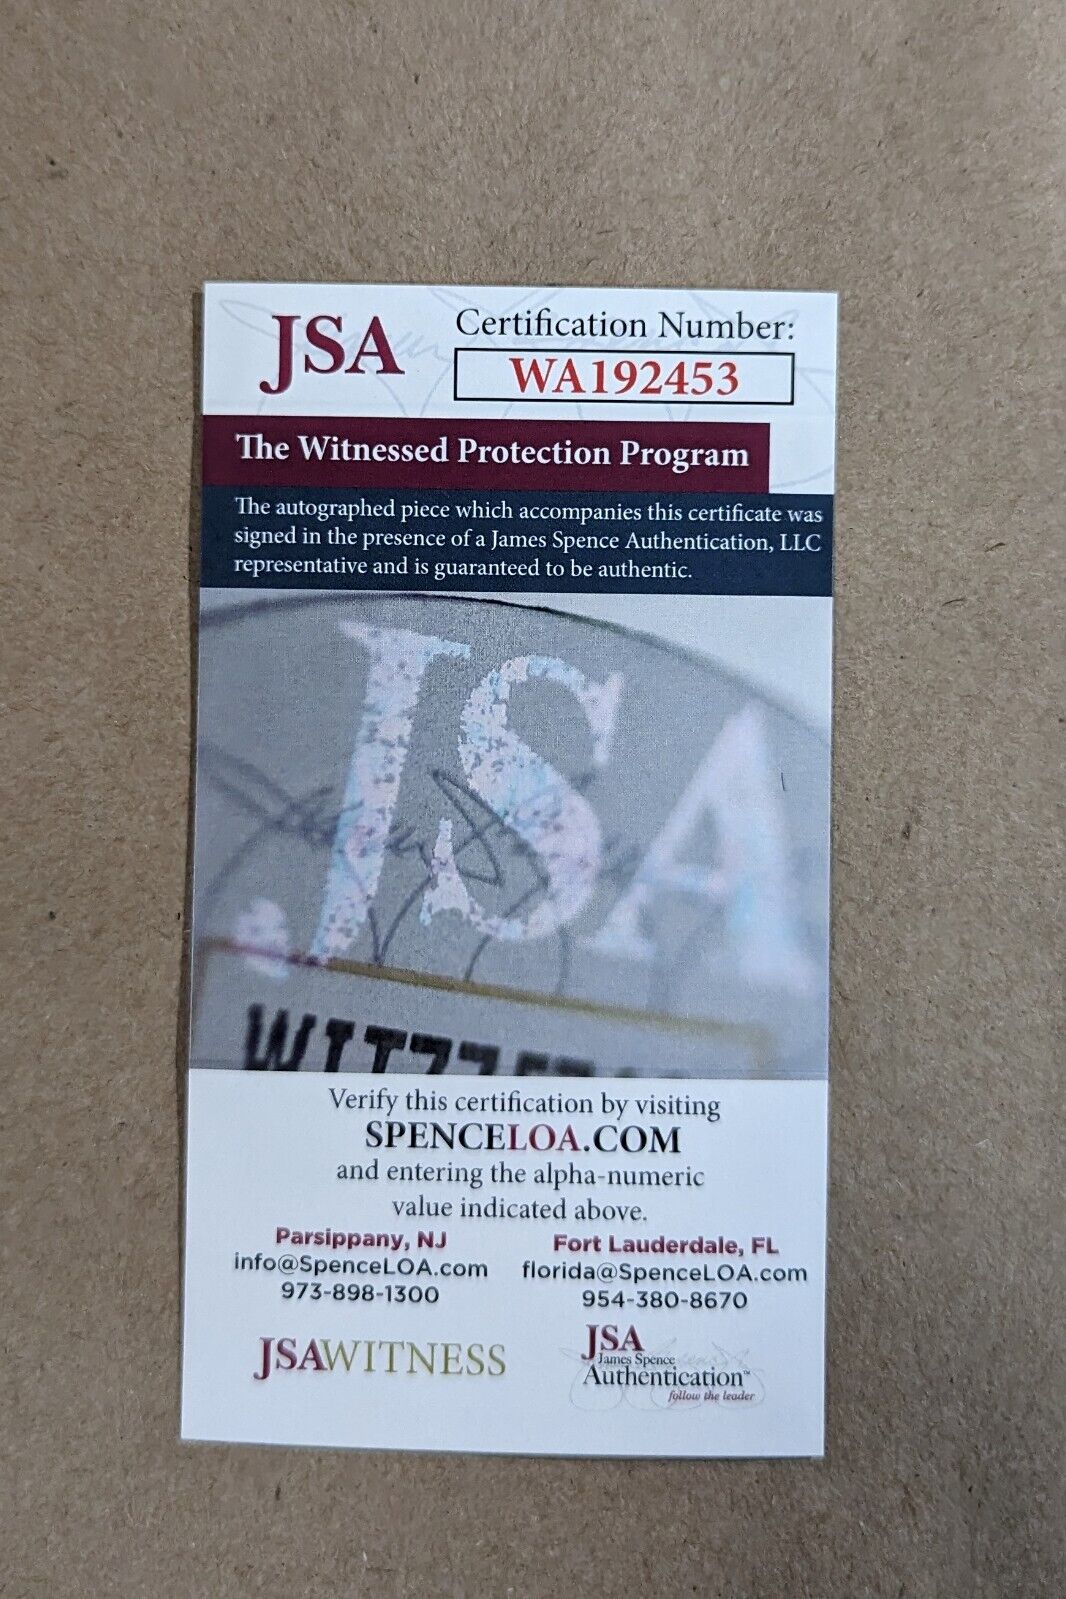 JSA
Certification Number:
WA192453
The Witnessed Protection Program
The autographed piece which accompanies this certificate was
signed in the presence of a James Spence Authentication, LLC
representative and is guaranteed to be authentic.
JSA
Verify this certification by visiting
SPENCELOA.COM
and entering the alpha-numeric
value indicated above.
Parsippany, NJ
info@SpenceLOA.com
973-898-1300
Fort Lauderdale, FL
florida@SpenceLOA.com
954-380-8670
JSAWITNESS
JSA
James Spence
Authentication™
follow the leader